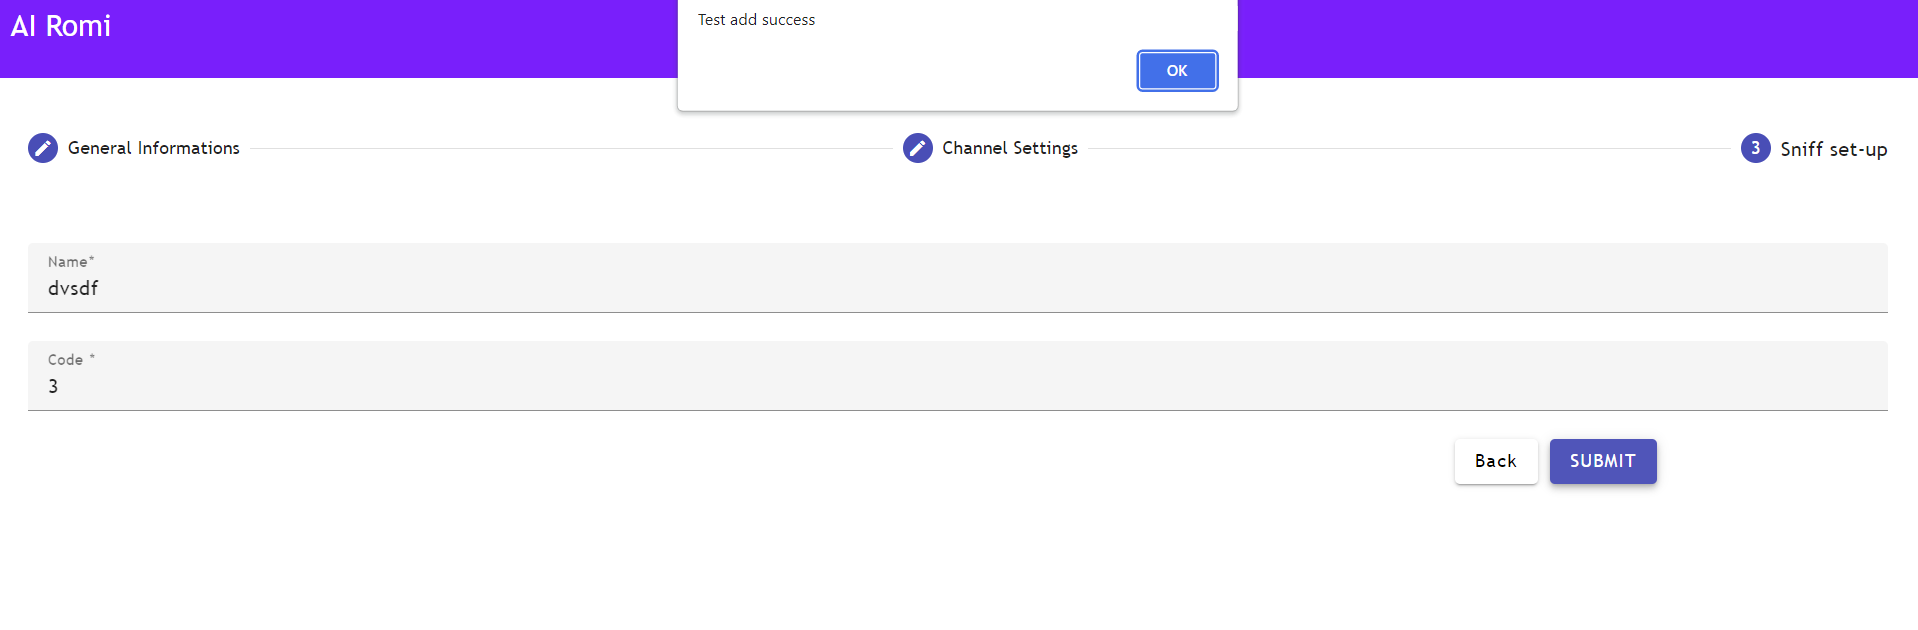 AI Romi
Test add success
OK
General Informations
Channel Settings
3 Sniff set-up
Name*
dvsdf
Code *
3
Back SUBMIT